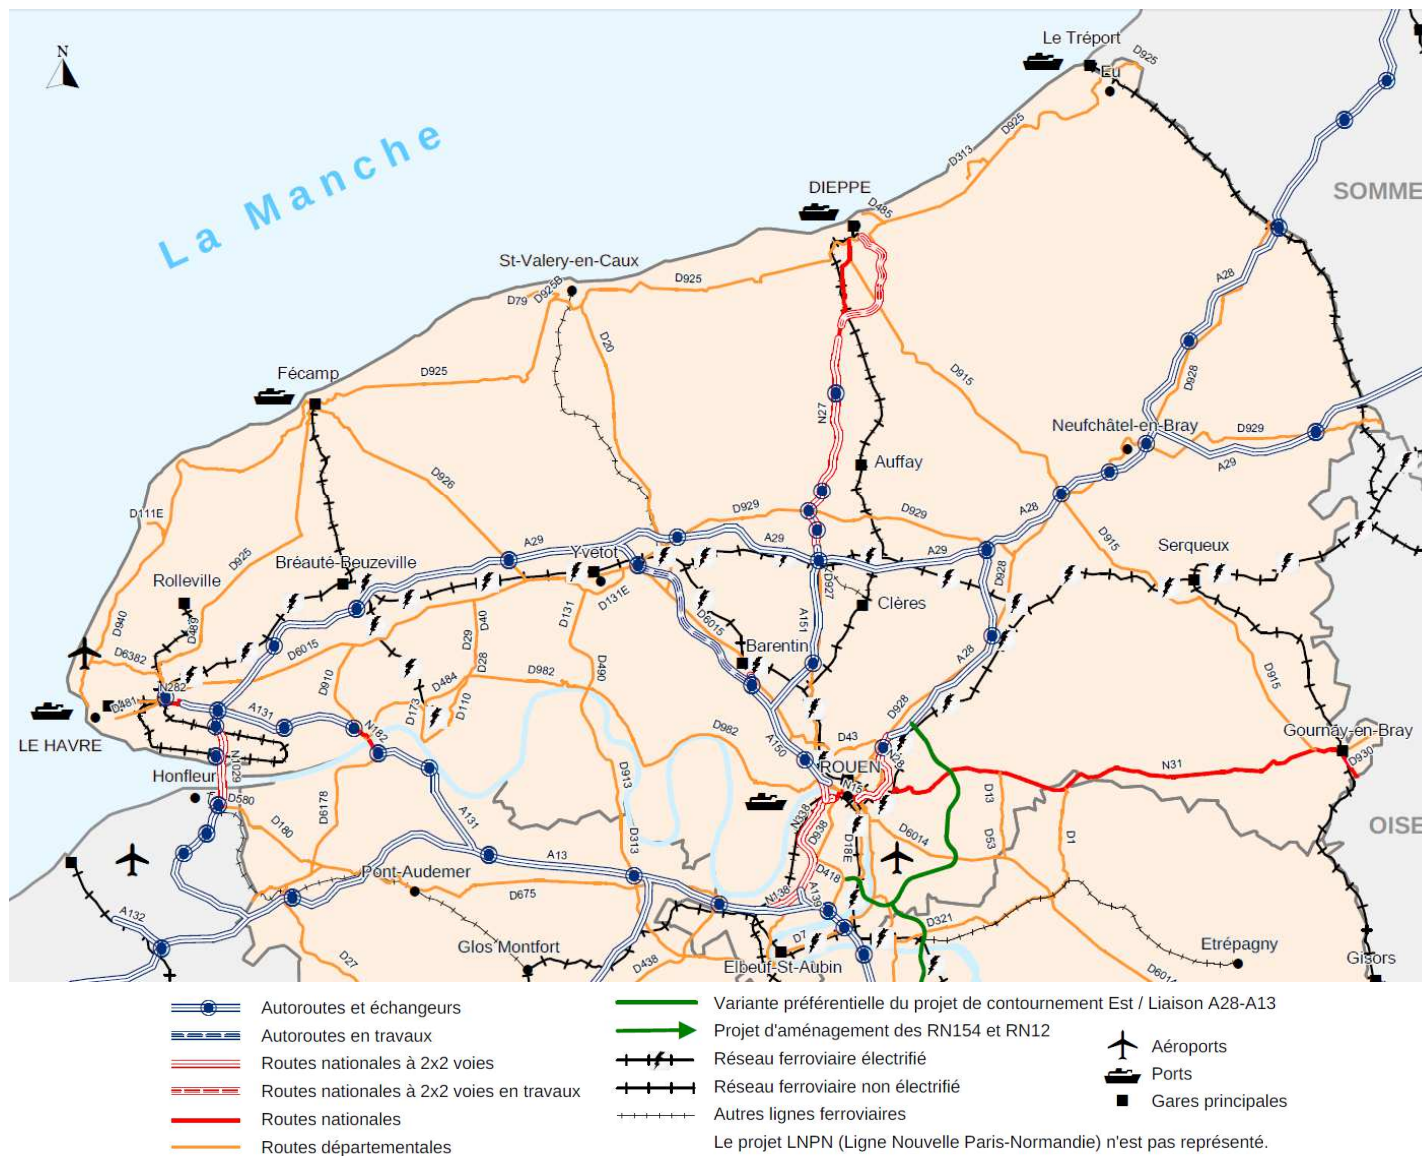 N
Le Tréport
D925
Eu
D925
D313
SOMME
La Manche
DIEPPE
D485
St-Valery-en-Caux
D925
D925B
D79
A28
D20
Fécamp
D925
D915
D928
N27
Neufchâtel-en-Bray
D929
A29
Auffay
D926
D111E
D929
D929
A28
A29
A29
A29
D915
D925
Bréauté-Beuzeville
Yvetot
Serqueux
Rolleville
D927
D928
D131E
D131
Clères
D940
D489
D40
D29
D6015
A151
D6015
Barentin
A28
D6382
D28
D982
D490
D915
N282
D910
D484
D481
D173
D110
D928
A131
N182
D982
D43
Gournay-en-Bray
LE HAVRE
A150
ROUEN
A28
N31
D930
Honfleur
N1029
D913
N15
D13
D580
D6178
N338
D938
D180
A131
D18E
D6014
D53
D1
OISE
D313
A13
D418
Pont-Audemer
D675
N138
A139
A132
D321
D7
Glos Montfort
Etrépagny
D27
D438
Elbeuf-St-Aubin
D6014
Gisors
Autoroutes et échangeurs
Autoroutes en travaux
Routes nationales à 2x2 voies
Routes nationales à 2x2 voies en travaux
Routes nationales
Routes départementales
Variante préférentielle du projet de contournement Est / Liaison A28-A13
Projet d'aménagement des RN154 et RN12
Réseau ferroviaire électrifié
Réseau ferroviaire non électrifié
Autres lignes ferroviaires
Le projet LNPN (Ligne Nouvelle Paris-Normandie) n'est pas représenté.
Aéroports
Ports
Gares principales